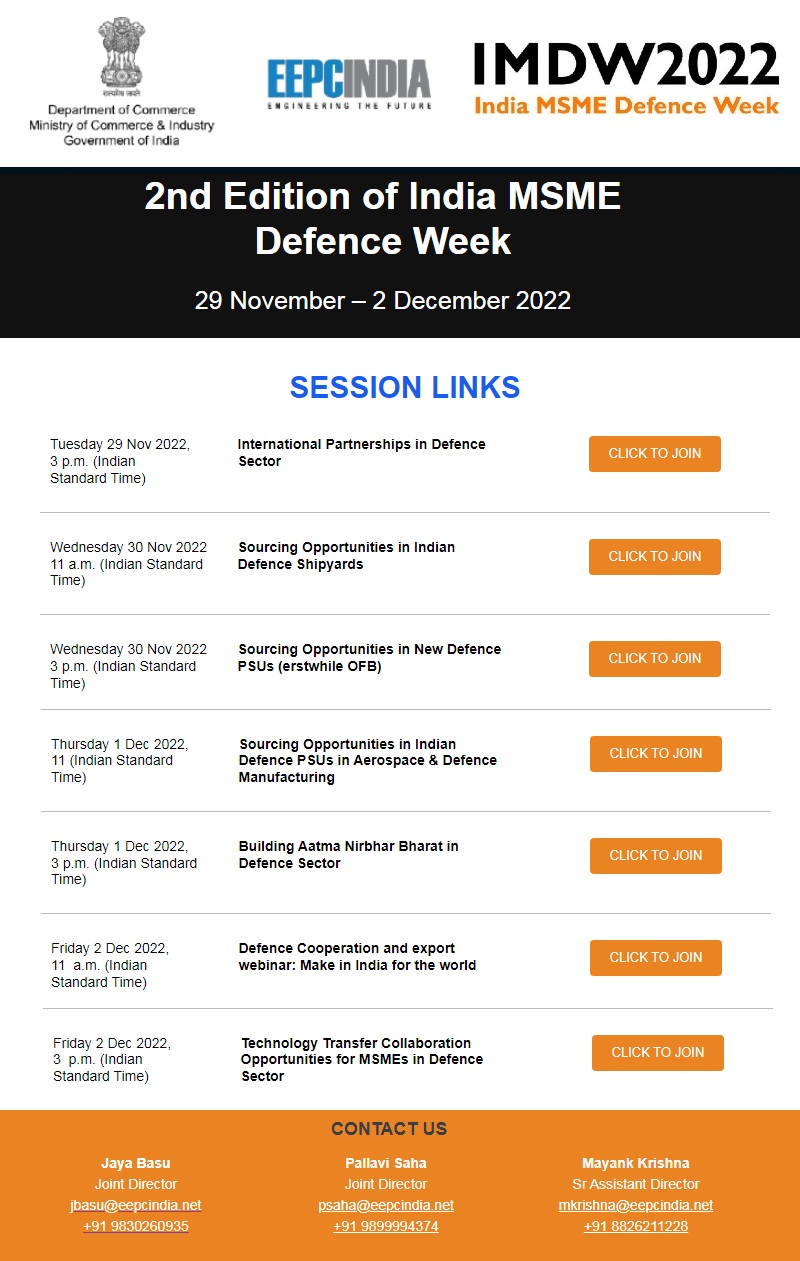 सत्यमेव जयते
Department of Commerce
Ministry of Commerce & Industry
Government of India
EEPCINDIA
ENGINEERING THE FUTURE
IMDW2022
India MSME Defence Week
2nd Edition of India MSME
Defence Week
29 November – 2 December 2022
SESSION LINKS
Tuesday 29 Nov 2022,
3 p.m. (Indian
Standard Time)
International Partnerships in Defence
Sector
CLICK TO JOIN
Wednesday 30 Nov 2022
11 a.m. (Indian Standard
Time)
Sourcing Opportunities in Indian
Defence Shipyards
CLICK TO JOIN
Wednesday 30 Nov 2022
3 p.m. (Indian Standard
Time)
Sourcing Opportunities in New Defence
PSUs (erstwhile OFB)
CLICK TO JOIN
Thursday 1 Dec 2022,
11 (Indian Standard
Time)
Sourcing Opportunities in Indian
Defence PSUs in Aerospace & Defence
Manufacturing
CLICK TO JOIN
Thursday 1 Dec 2022,
3 p.m. (Indian Standard
Time)
Building Aatma Nirbhar Bharat in
Defence Sector
CLICK TO JOIN
Friday 2 Dec 2022,
11 a.m. (Indian
Standard Time)
Defence Cooperation and export
webinar: Make in India for the world
CLICK TO JOIN
Friday 2 Dec 2022,
3 p.m. (Indian
Standard Time)
Technology Transfer Collaboration
Opportunities for MSMEs in Defence
Sector
CLICK TO JOIN
CONTACT US
Jaya Basu
Joint Director
jbasu@eepcindia.net
+91 9830260935
Pallavi Saha
Joint Director
psaha@eepcindia.net
+91 9899994374
Mayank Krishna
Sr Assistant Director
mkrishna@eepcindia.net
+91 8826211228